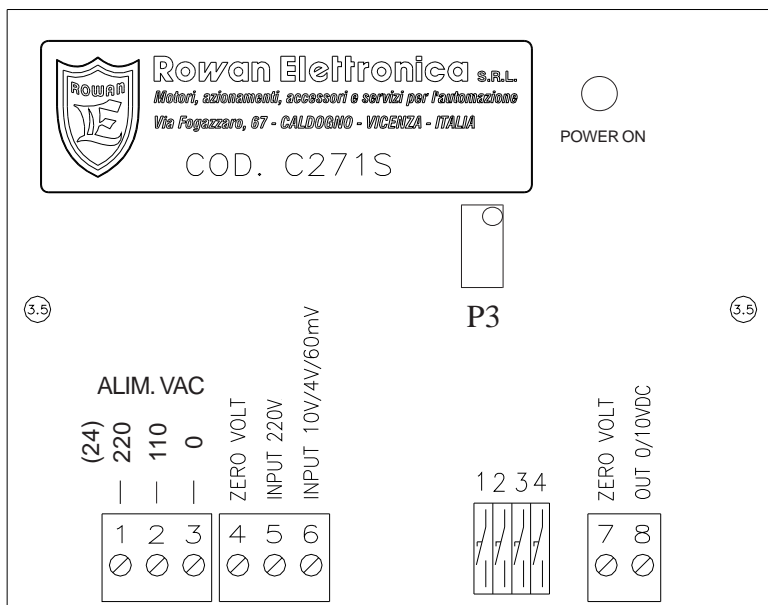 ROWAN
Rowan Elettronica S.R.L.
Motori, azionamenti, accessori e servizi per l'automazione
Via Fogazzaro, 67 - CALDOGNO - VICENZA - ITALIA
COD. C271S
POWER ON
P3
3.5
3.5
ALIM. VAC
(24)
220
110
0
ZERO VOLT
INPUT 220V
INPUT 10V/4V/60mV
1 2 3 4
ZERO VOLT
OUT 0/10VDC
1 2 3
4 5 6
7 8